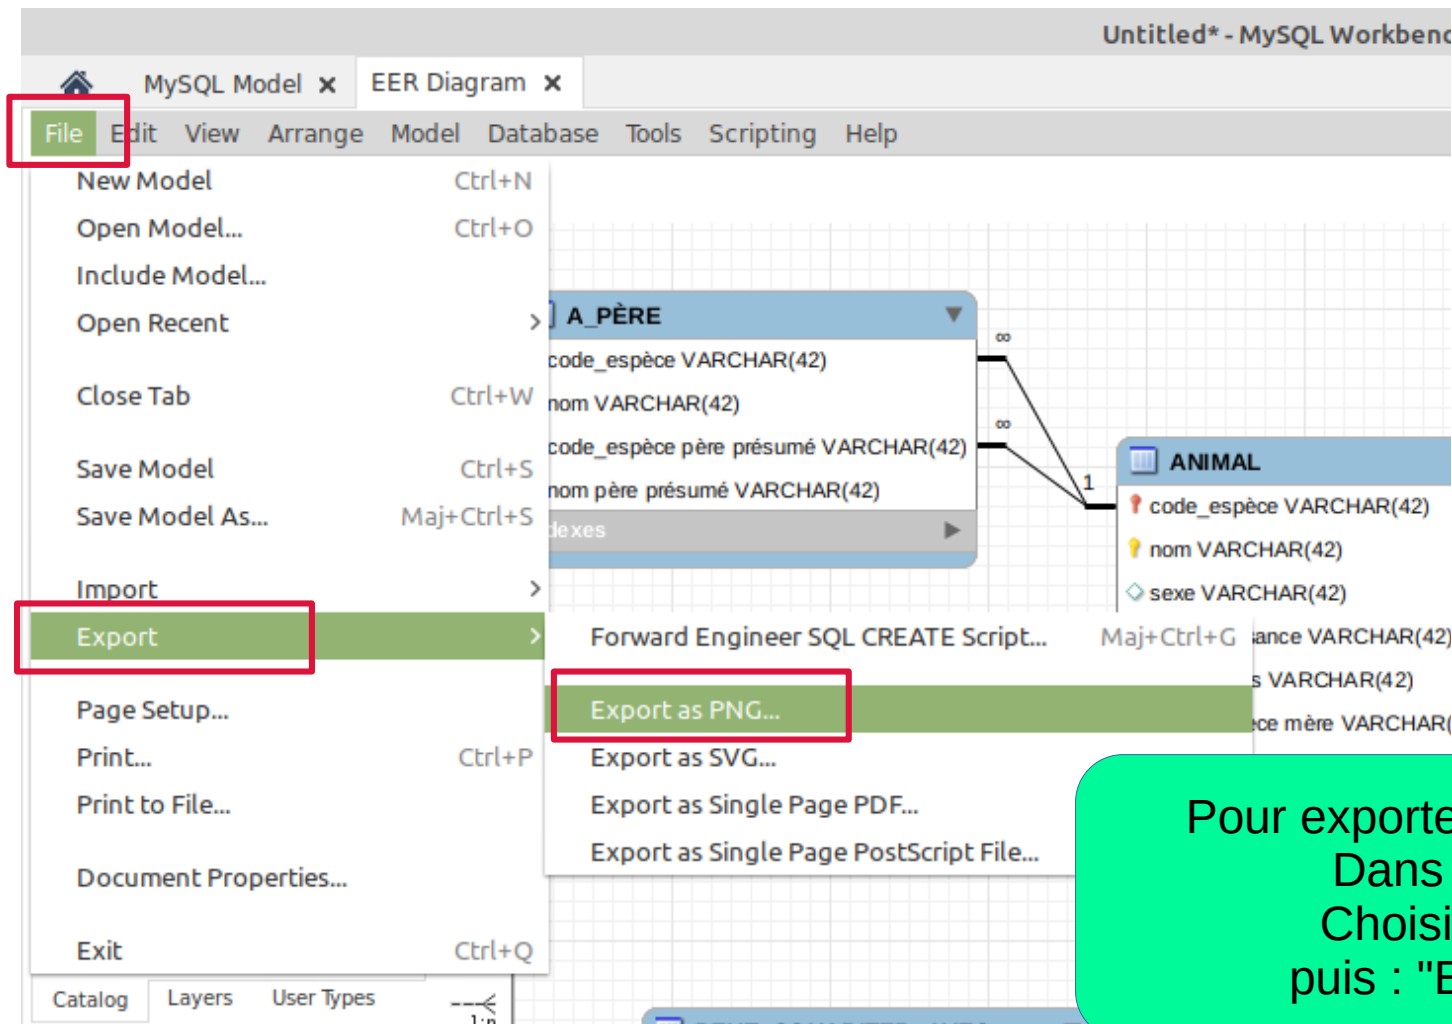 Untitled* - MySQL Workbenc
MySQL Model × EER Diagram ×
File Edit View Arrange Model Database Tools Scripting Help
New Model Ctrl+N
Open Model... Ctrl+O
Include Model...
Open Recent >
Close Tab Ctrl+W
Save Model Ctrl+S
Save Model As... Maj+Ctrl+S
Import >
Export >
Page Setup...
Print... Ctrl+P
Print to File...
Document Properties...
Exit Ctrl+Q
Forward Engineer SQL CREATE Script... Maj+Ctrl+G
Export as PNG...
Export as SVG...
Export as Single Page PDF...
Export as Single Page PostScript File...
A_PÈRE
code_espèce VARCHAR(42)
nom VARCHAR(42)
code_espèce père présumé VARCHAR(42)
nom père présumé VARCHAR(42)
dexes
∞
∞
1
ANIMAL
code_espèce VARCHAR(42)
nom VARCHAR(42)
sexe VARCHAR(42)
ance VARCHAR(42)
s VARCHAR(42)
ce mère VARCHAR(
Pour exporte
Dans
Choisi
puis : "E
Catalog Layers User Types
1:n